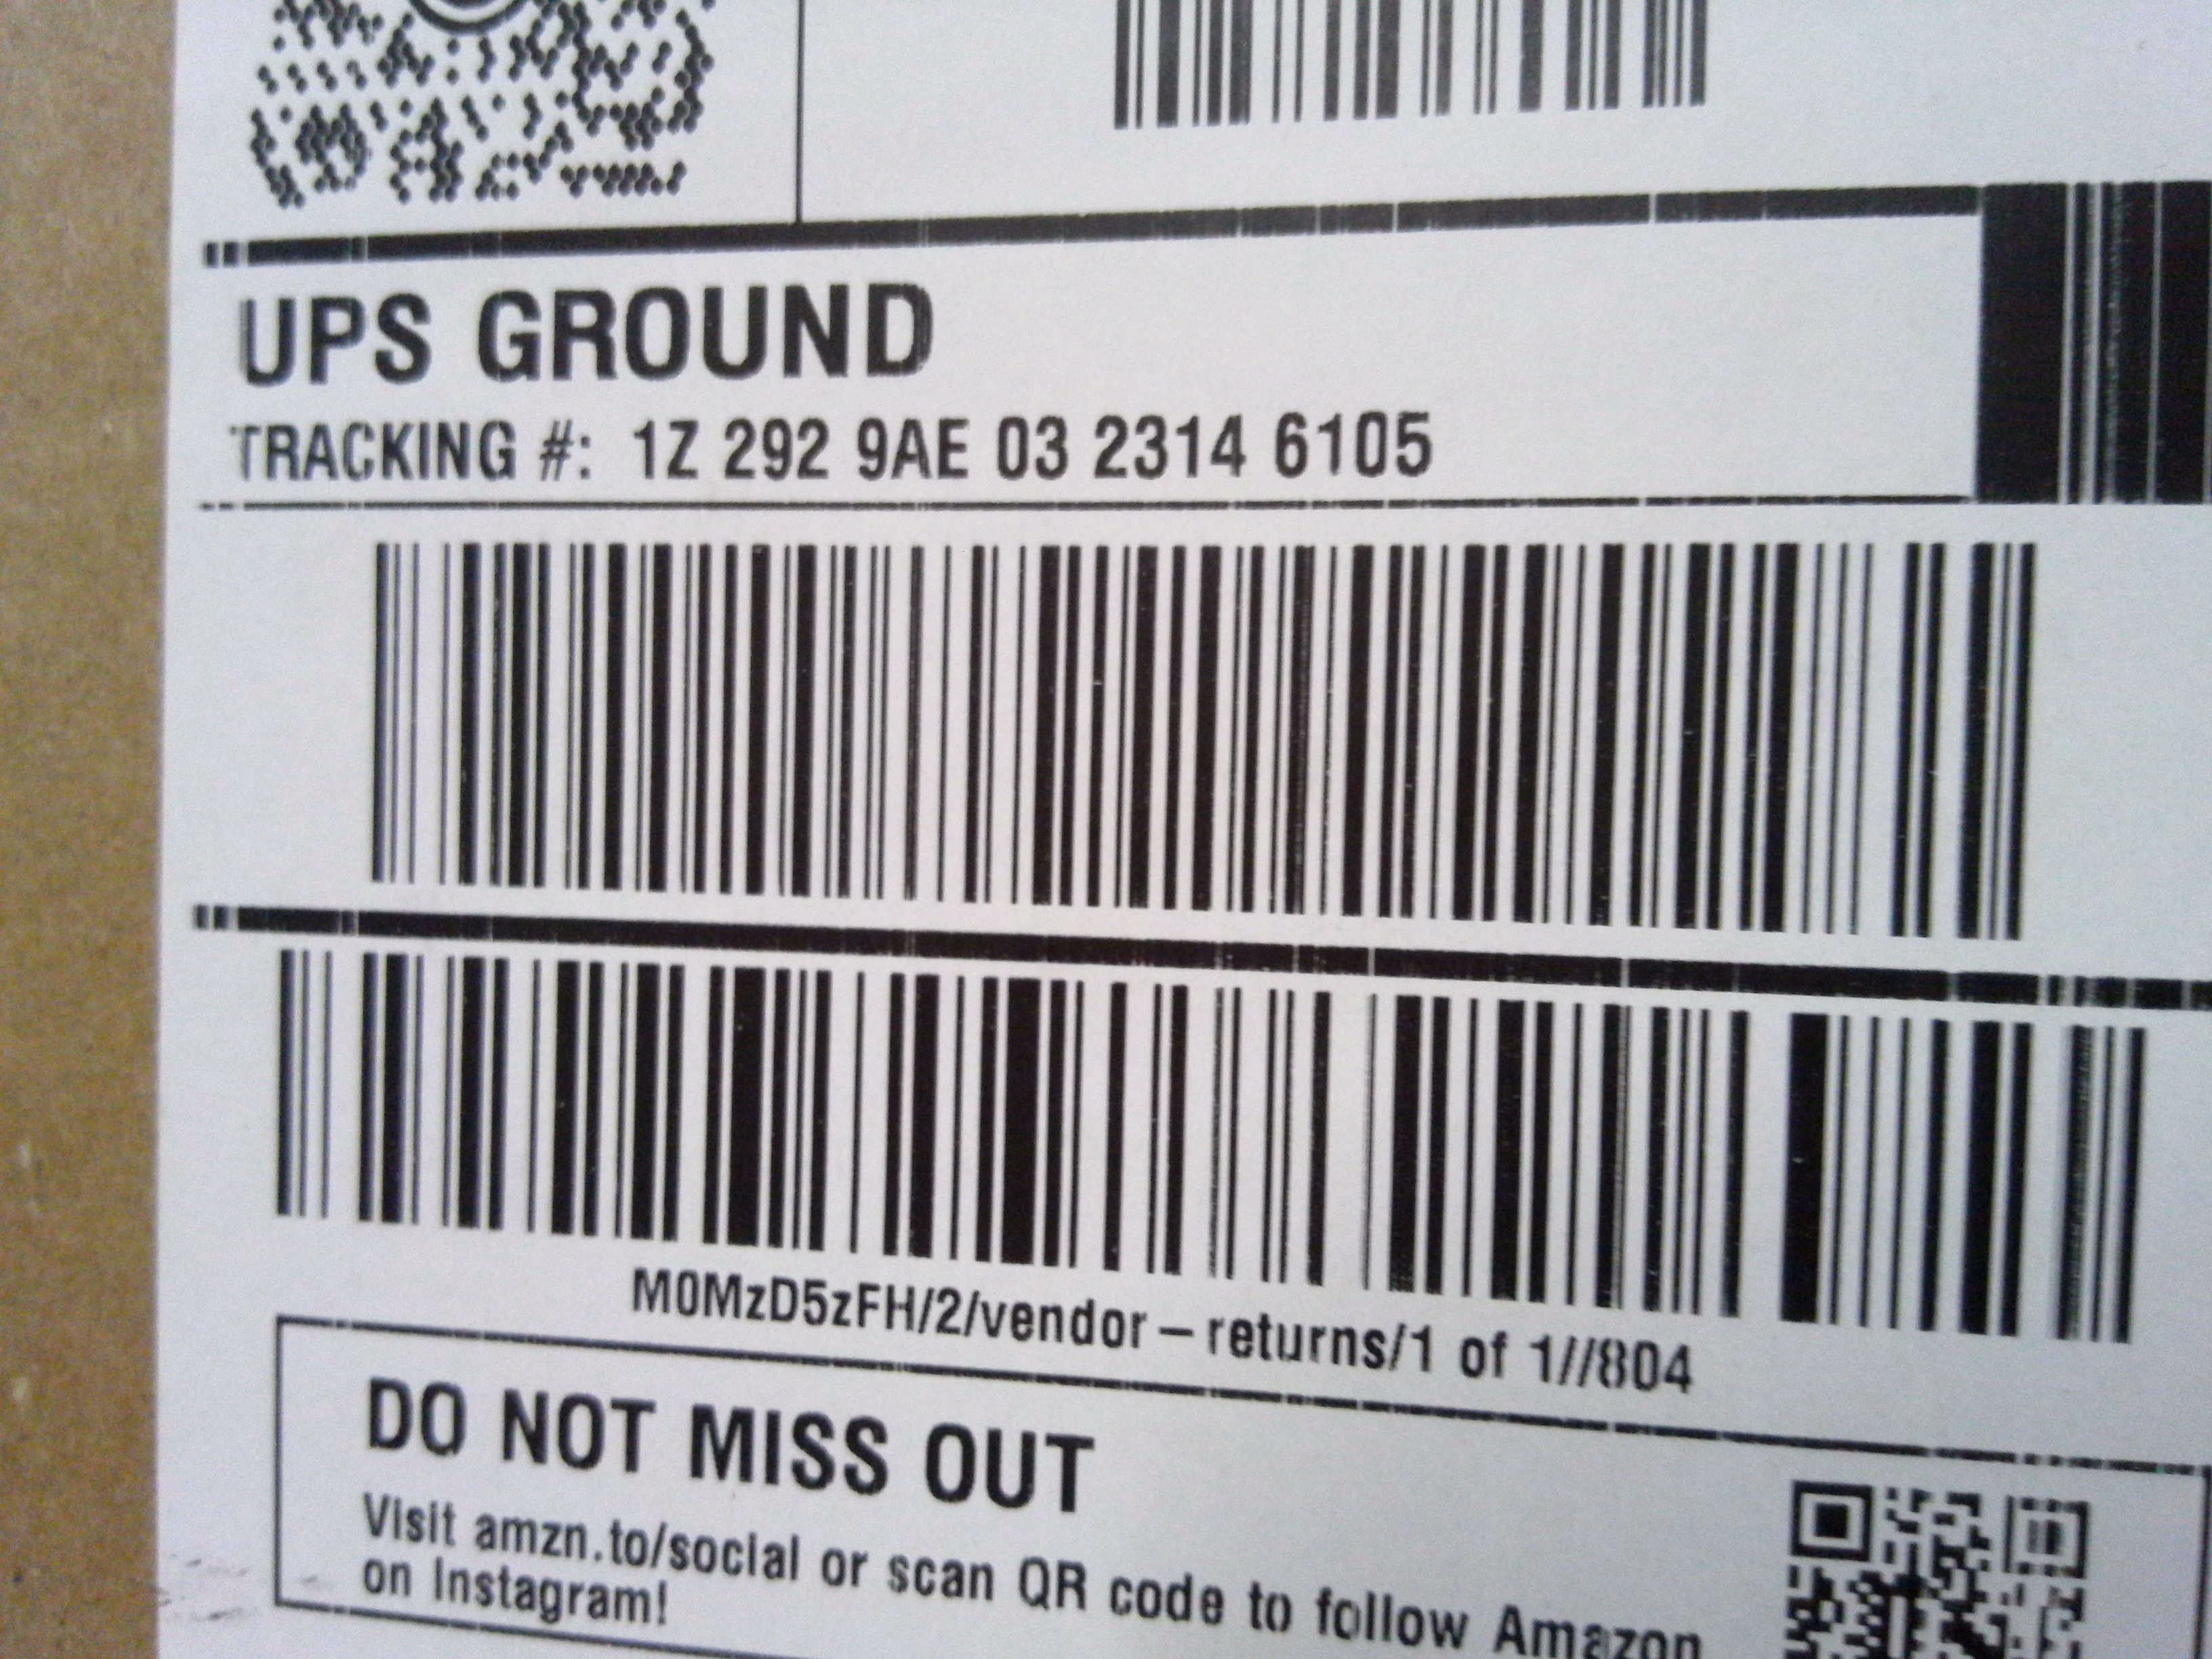 UPS GROUND
TRACKING #: 1Z 292 9AE 03 2314 6105
M0MzD5zFH/2/vendor – returns/1 of 1//804
DO NOT MISS OUT
Visit amzn.to/social or scan QR code to follow Amazon
on Instagram!